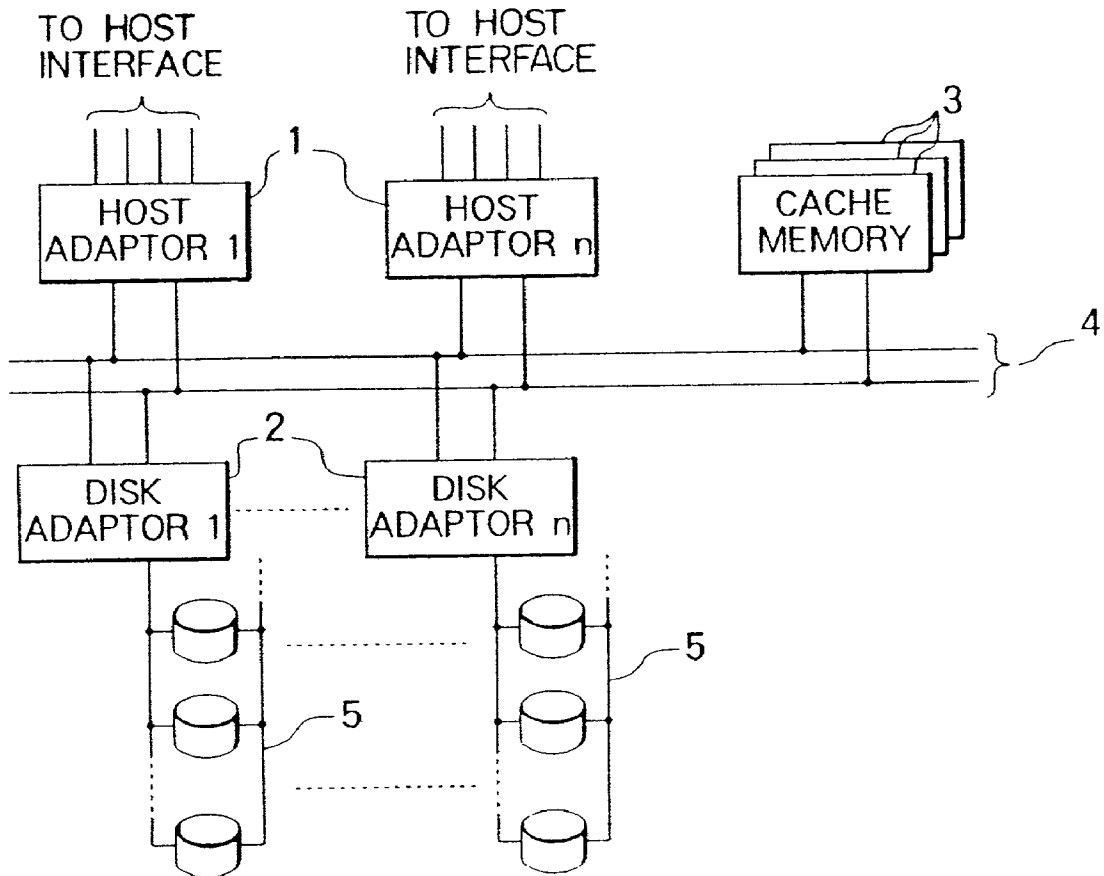 TO HOST
INTERFACE
TO HOST
INTERFACE
1
3
HOST
ADAPTOR 1
HOST
ADAPTOR n
CACHE
MEMORY
4
2
DISK
ADAPTOR 1
DISK
ADAPTOR n
5
5